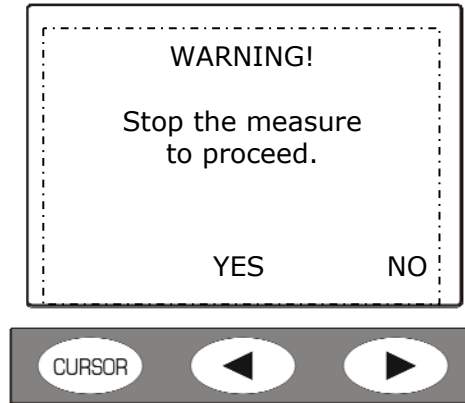 WARNING!
Stop the measure
to proceed.
YES NO
CURSOR